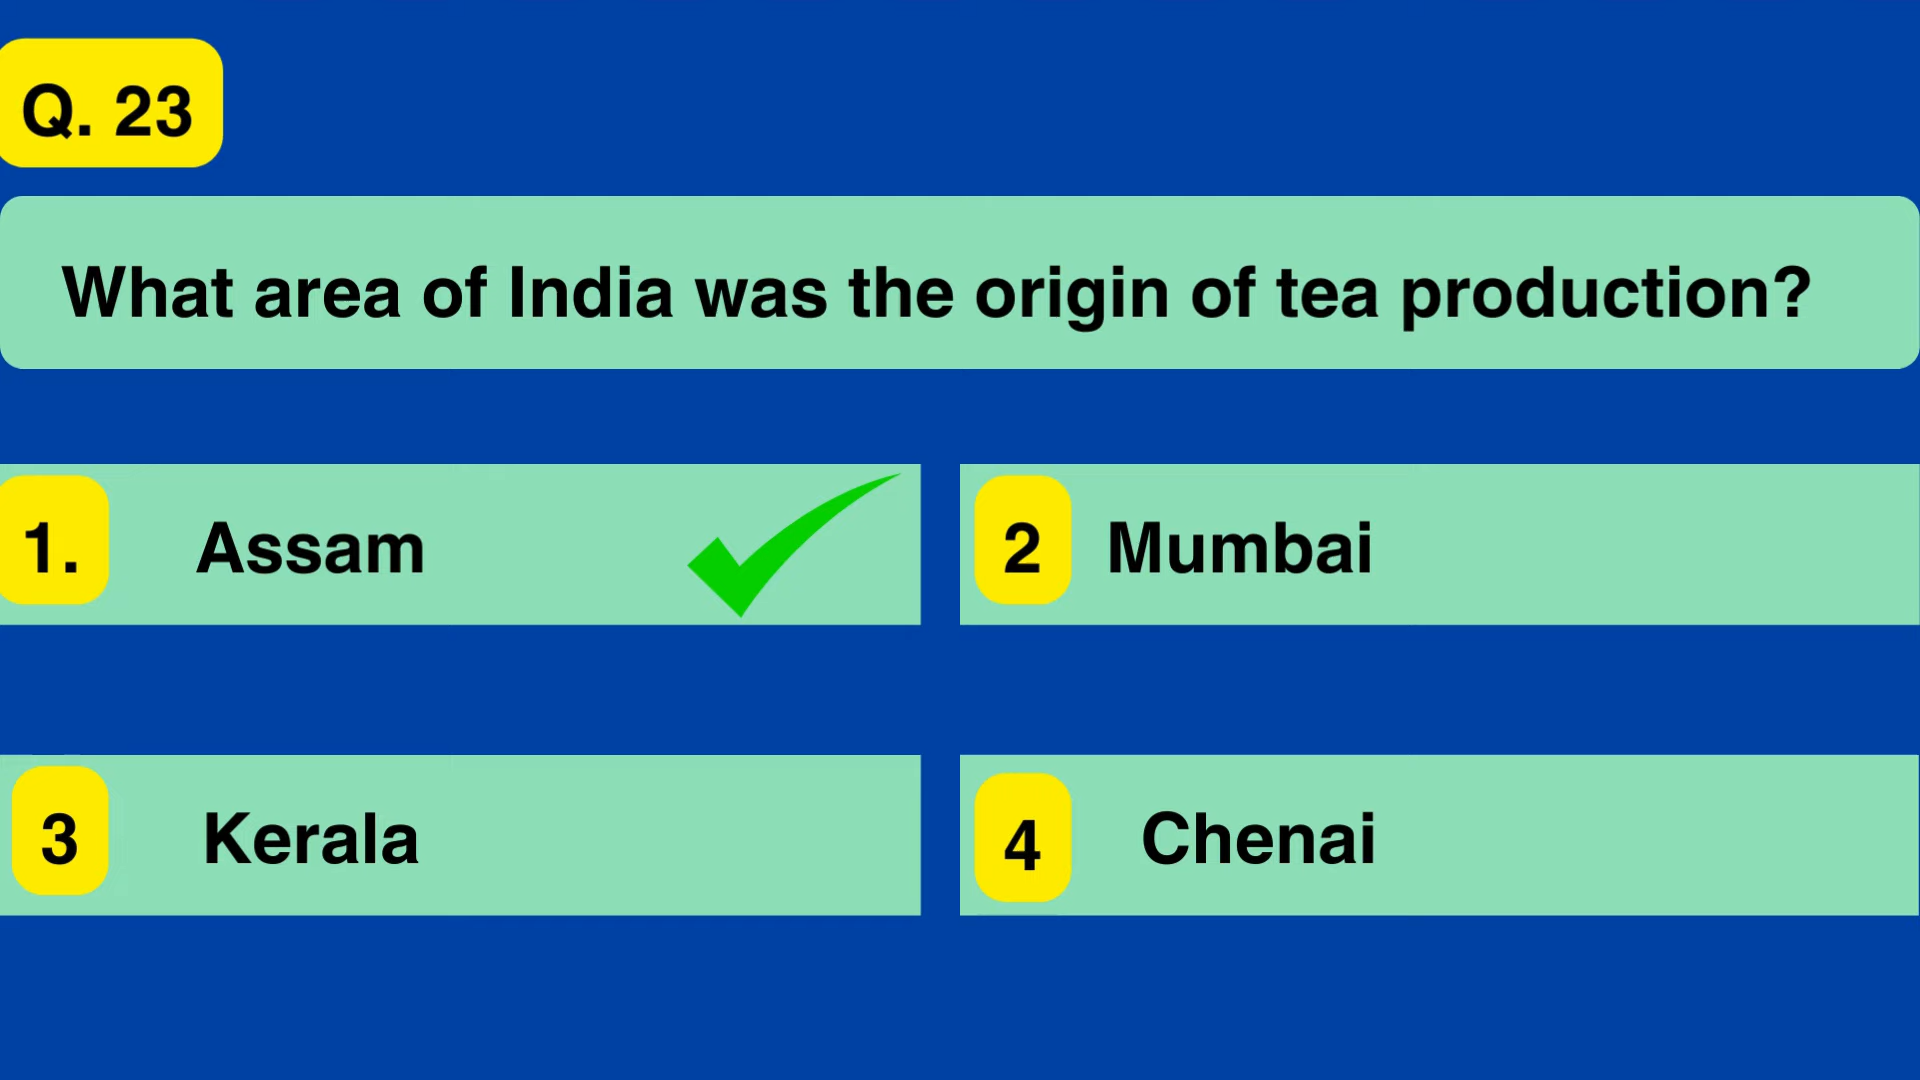 Q. 23
What area of India was the origin of tea production?
1. Assam
2 Mumbai
3 Kerala
4 Chenai